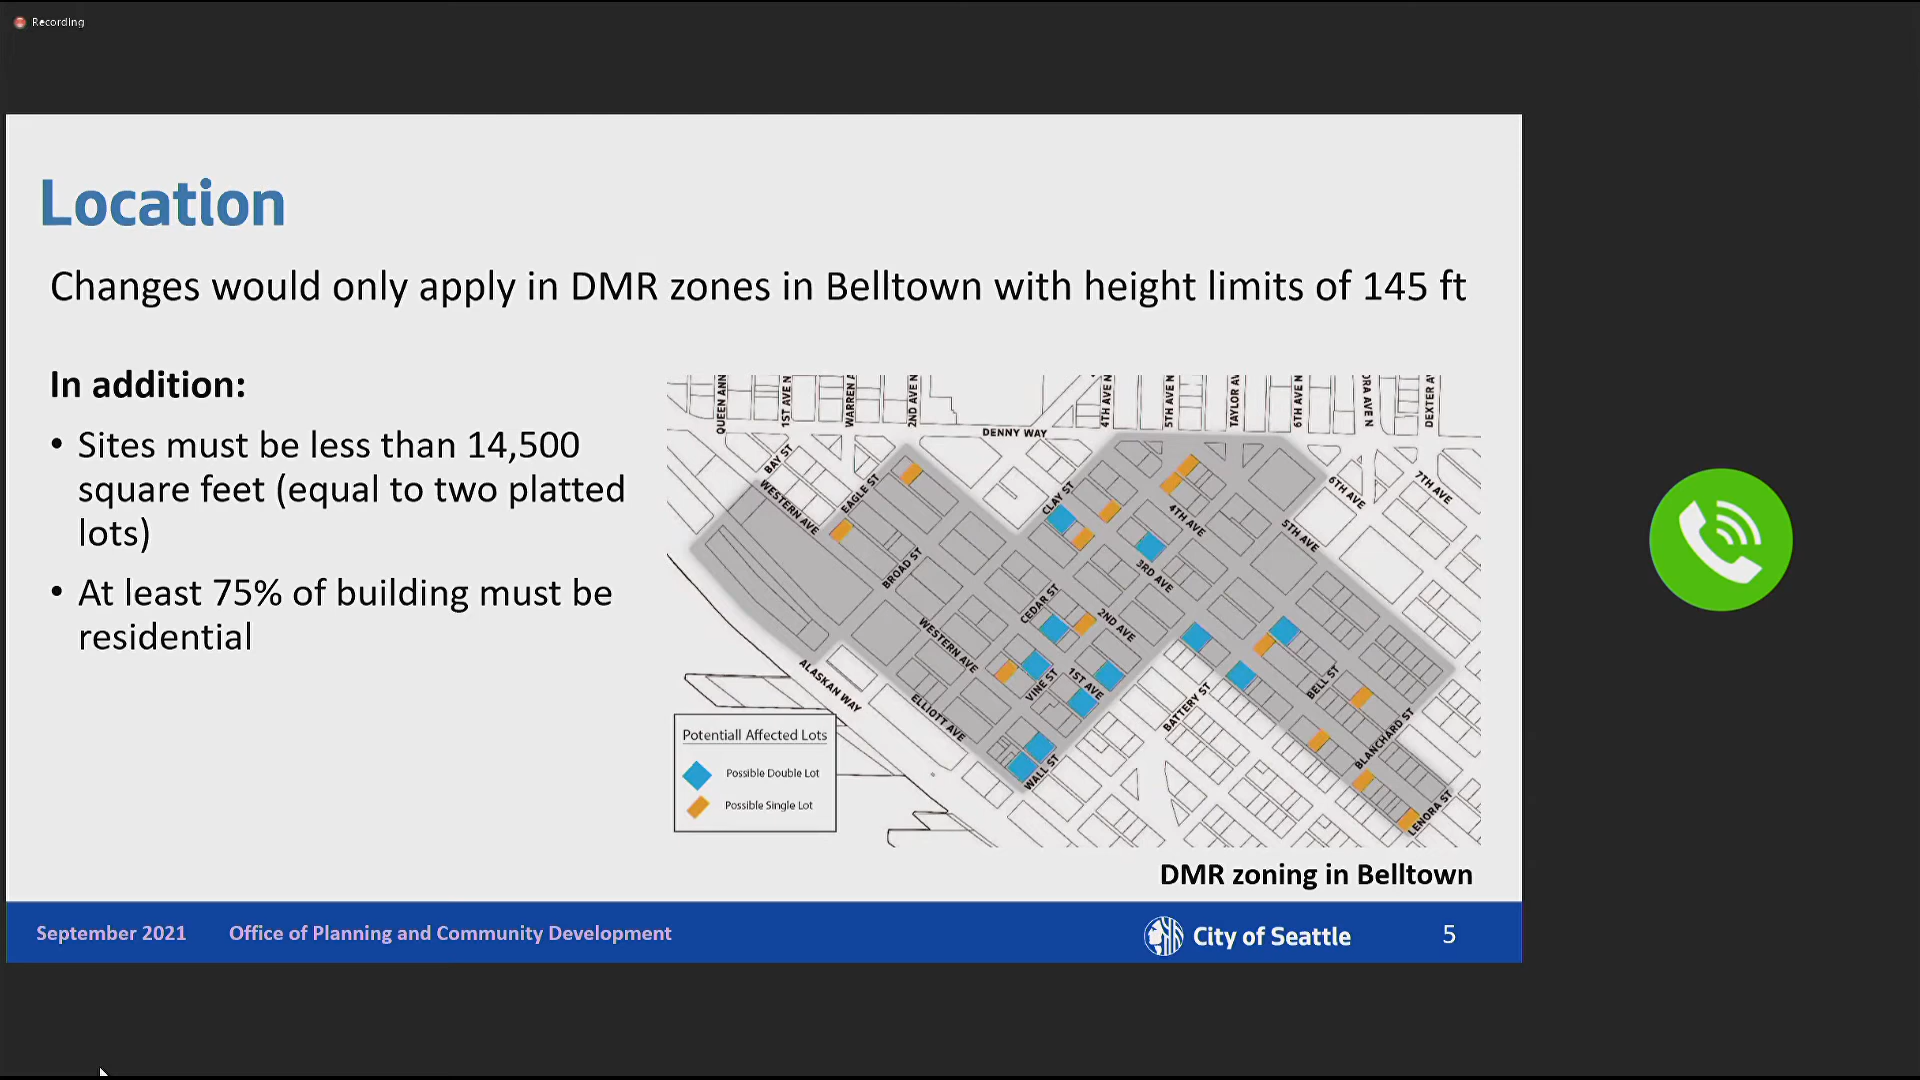 Recording
Location
Changes would only apply in DMR zones in Belltown with height limits of 145 ft
In addition:
• Sites must be less than 14,500
square feet (equal to two platted
lots)
• At least 75% of building must be
residential
QUEEN ANN
1ST AVE N
WARREN A
2ND AVE N
4TH AVE N
5TH AVE N
TAYLOR AV
6TH AVE N
ORA AVE N
DEXTER A
DENNY WAY
BAY ST
WESTERN AVE
EAGLE ST
BROAD ST
CLAY ST
4TH AVE
5TH AVE
6TH AVE
7TH AVE
3RD AVE
CEDAR ST
2ND AVE
WESTERN AVE
VINE ST
1ST AVE
ALASKAN WAY
ELLIOTT AVE
WALL ST
BATTERY ST
BELL ST
BLANCHARD ST
LENORA ST
Potentiall Affected Lots
Possible Double Lot
Possible Single Lot
DMR zoning in Belltown
September 2021 Office of Planning and Community Development City of Seattle 5